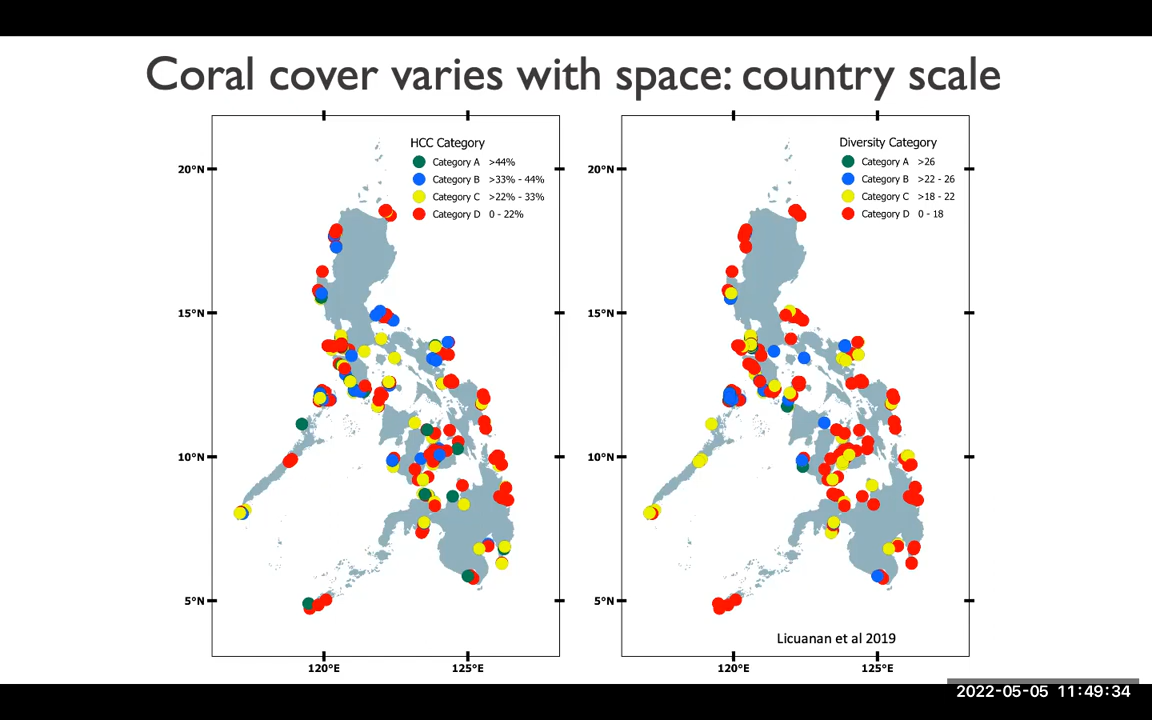 Coral cover varies with space: country scale
HCC Category
Category A >44%
Category B >33% - 44%
Category C >22% - 33%
Category D 0 - 22%
20°N
15°N
10°N
5°N
120°E 125°E
Diversity Category
Category A >26
Category B >22 - 26
Category C >18 - 22
Category D 0 - 18
20°N
15°N
10°N
5°N
Licuanan et al 2019
120°E 125°E
2022-05-05 11:49:34